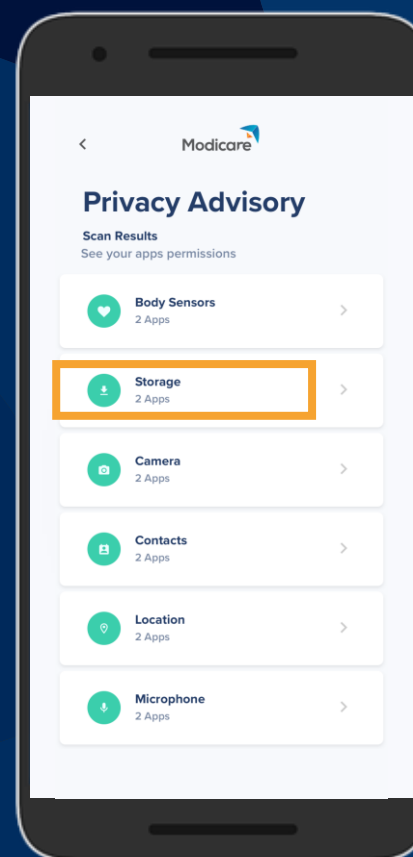 Modicare
Privacy Advisory
Scan Results
See your apps permissions
Body Sensors
2 Apps
Storage
2 Apps
Camera
2 Apps
Contacts
2 Apps
Location
2 Apps
Microphone
2 Apps